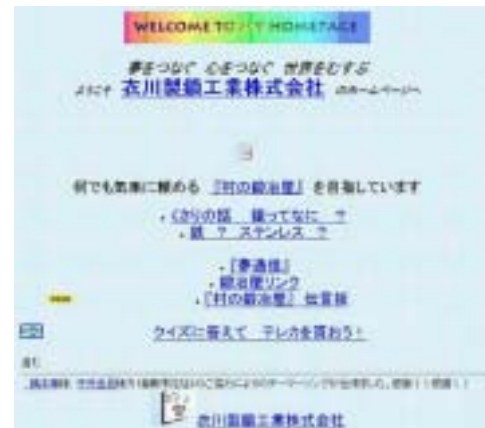 WELCOME TO MY HOMEPAGE
夢をつなぐ 心をつなぐ 世界をむすぶ
ようこそ 衣川製鎖工業株式会社 のホームページへ
何でも気楽に頼める 『村の鍛冶屋』 を目指しています
・くさりの話 鎖ってなに ?
・鉄 ? ステンレス ?
・『夢通信』
・鍛冶屋リンク
・『村の鍛冶屋』 伝言板
クイズに答えて テレカを貰おう!
衣川製鎖工業株式会社